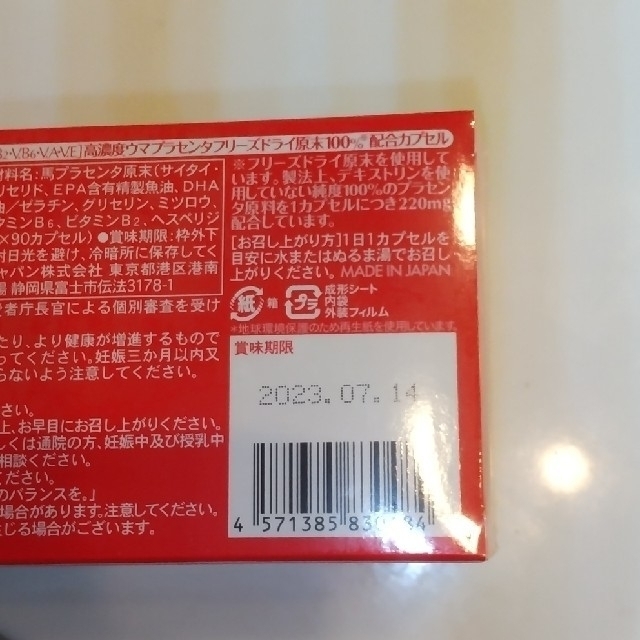 32・VB6・VA・VE]高濃度ウマプラセンタフリーズドライ原末100%※配合カプセル
材料名:馬プラセンタ原末(サイタイ・
リセリド、EPA含有精製魚油、DHA
油/ゼラチン、グリセリン、ミツロウ、
タミンB6、ビタミンB2、ヘスペリジ
×90カプセル)●賞味期限:枠外下
射日光を避け、冷暗所に保存してく
ャパン株式会社 東京都港区港南
場 静岡県富士市伝法3178-1
※フリーズドライ原末を使用して
います。製法上、デキストリンを使
用していない純度100%のプラセン
タ原料を1カプセルにつき220mg
配合しています。
[お召し上がり方]1日1カプセルを
目安に水またはぬるま湯でお召し
上がりください。 MADE IN JAPAN
紙 箱 プラ 成形シート
内袋
外装フィルム
※地球環境保護のため再生紙を使用しています。
費者庁長官による個別審査を受け
たり、より健康が増進するもので
ってください。妊娠三か月以内又
らないよう注意してください。
さい。
上、お早目にお召し上がりください。
しくは通院の方、妊娠中及び授乳中
相談ください。
ください。
のバランスを。」
場合があります。注意してください。
じる場合がございます。
賞味期限
2023.07.14